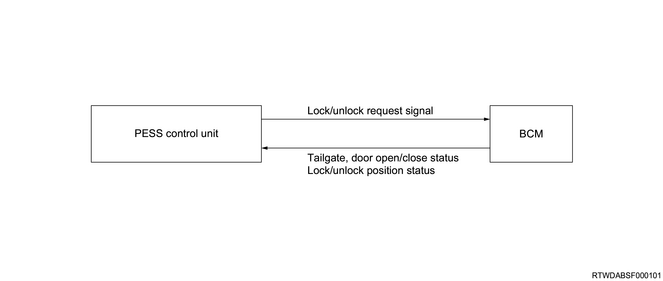 Lock/unlock request signal
PESS control unit
BCM
Tailgate, door open/close status
Lock/unlock position status
RTWDABSF000101